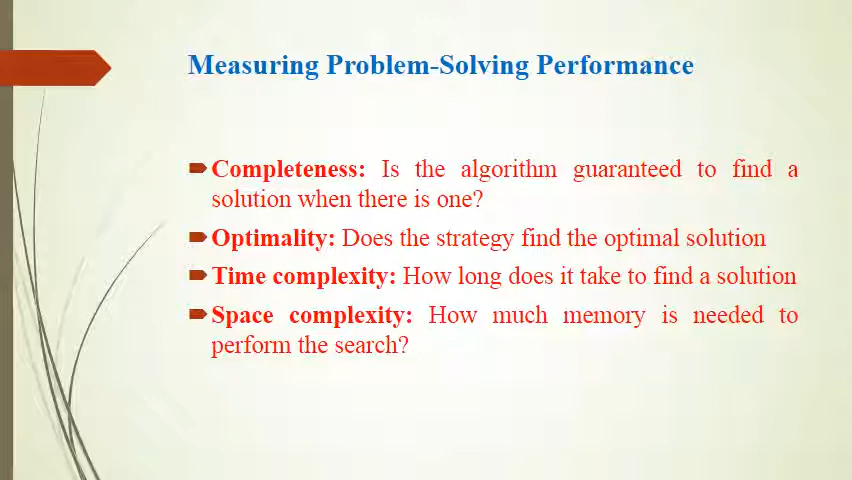 Measuring Problem-Solving Performance
Completeness: Is the algorithm guaranteed to find a
solution when there is one?
Optimality: Does the strategy find the optimal solution
Time complexity: How long does it take to find a solution
Space complexity: How much memory is needed to
perform the search?